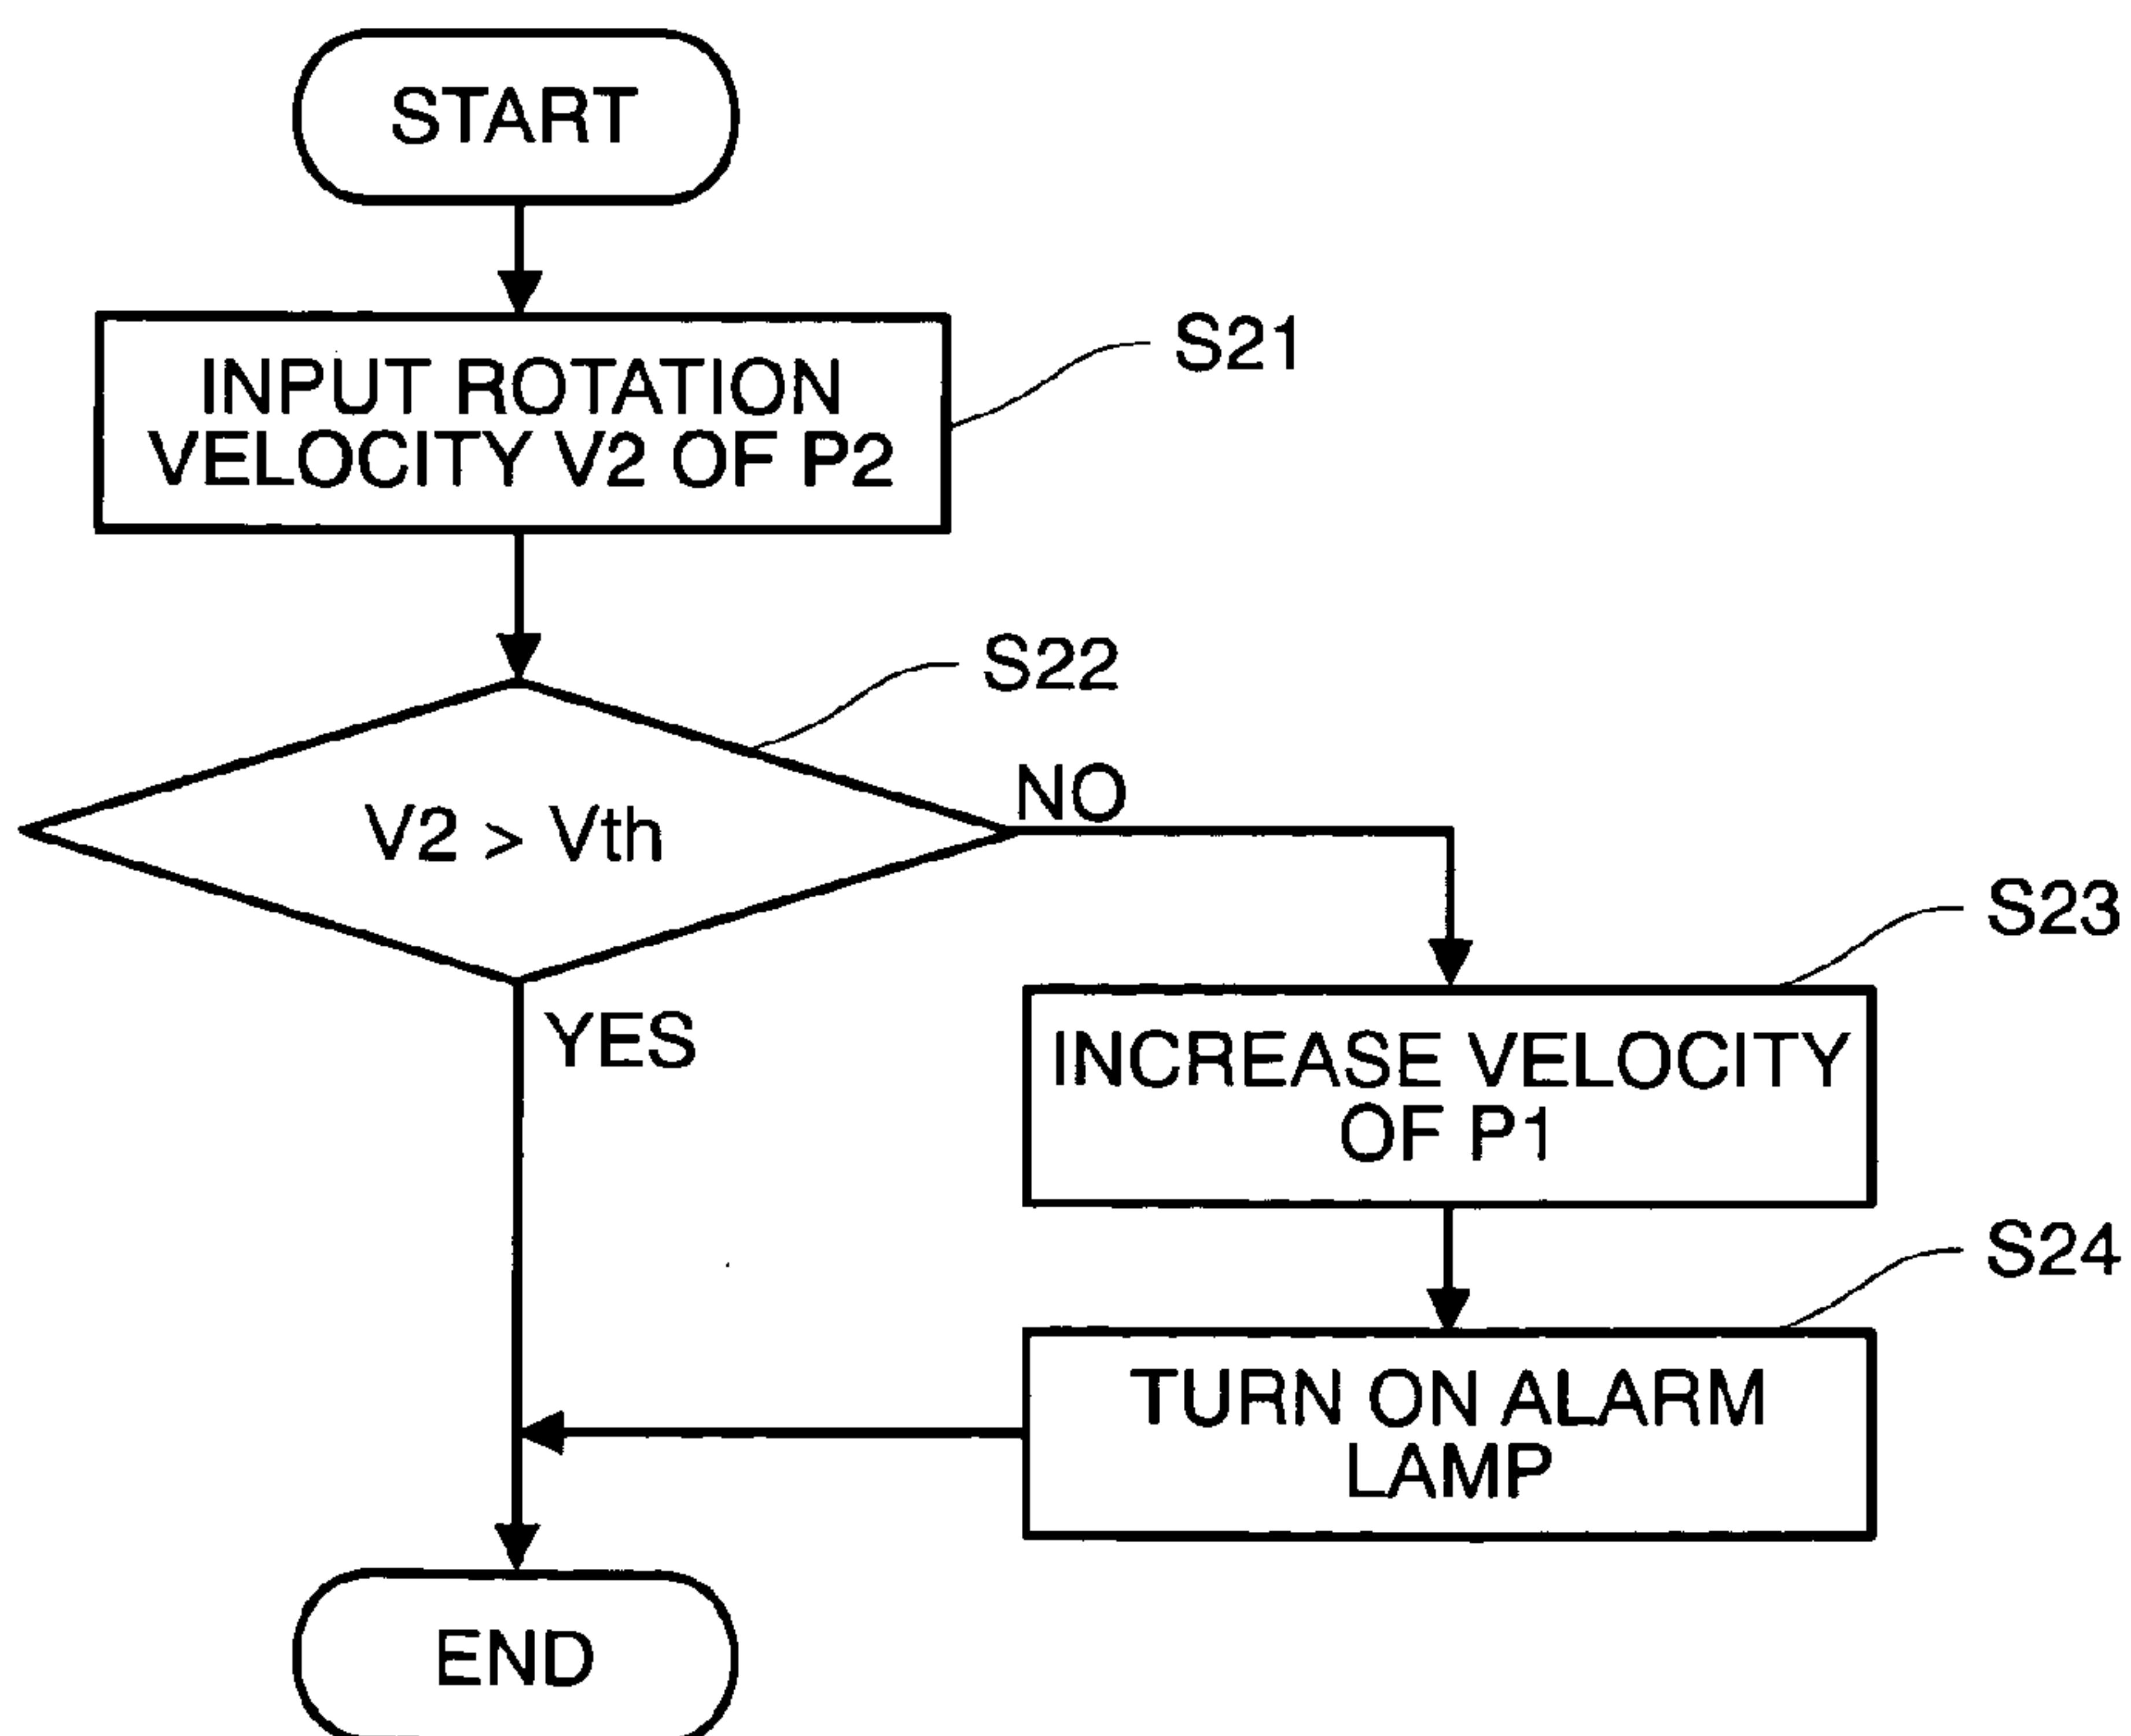 START
INPUT ROTATION
VELOCITY V2 OF P2
S21
S22
V2 > Vth
NO
YES
S23
INCREASE VELOCITY
OF P1
S24
TURN ON ALARM
LAMP
END